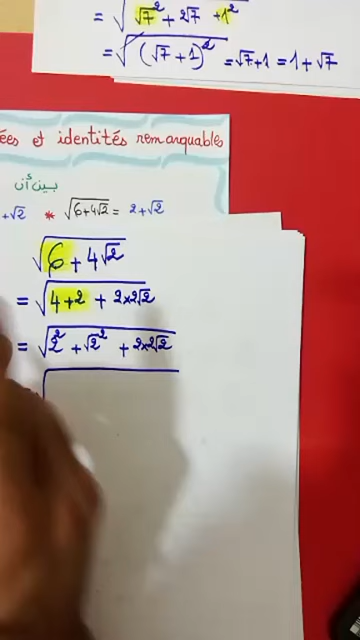 = √(√7² + 2√7 + 1²)
= √((√7 + 1)²) = √7 + 1 = 1 + √7
et identités remarquables
بين أن
+ √2 * √(6+4√2) = 2 + √2
√(6 + 4√2)
= √(4 + 2 + 2×2√2)
= √(2² + √2² + 2×2√2)